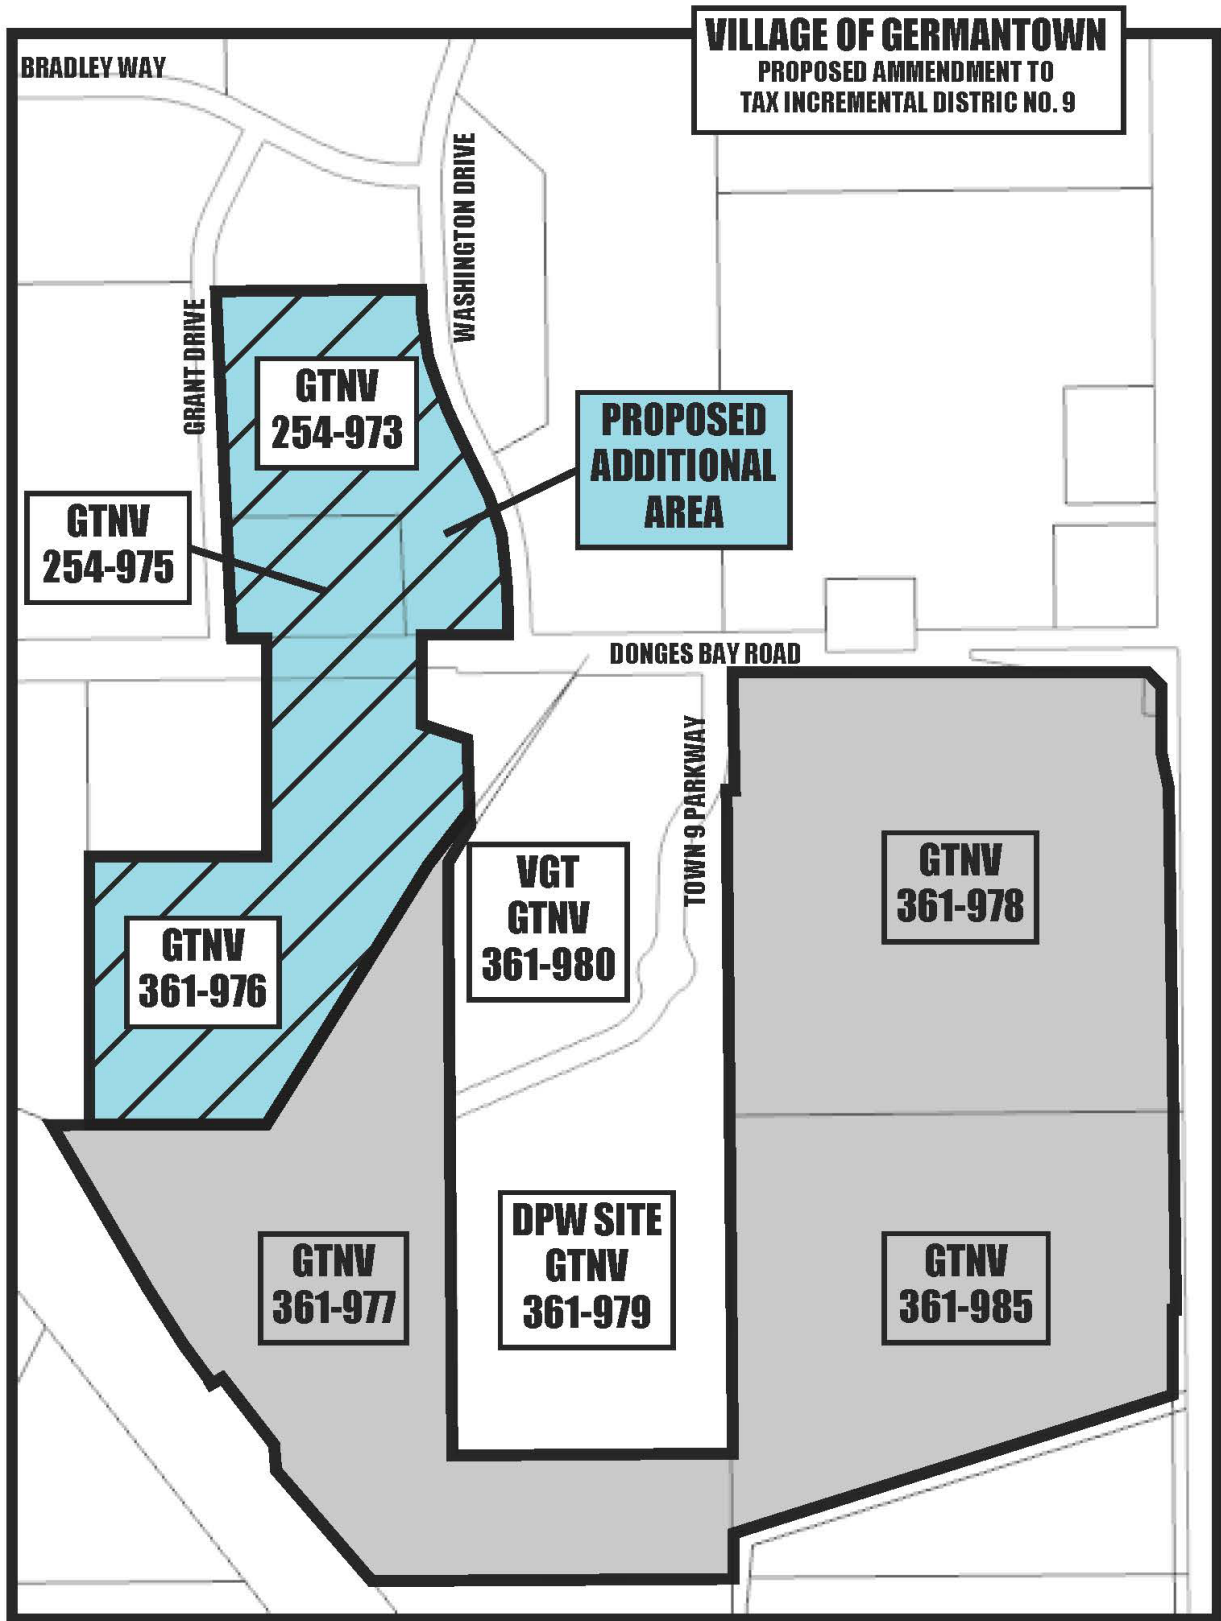 VILLAGE OF GERMANTOWN
PROPOSED AMMENDMENT TO
TAX INCREMENTAL DISTRIC NO. 9
BRADLEY WAY
WASHINGTON DRIVE
GRANT DRIVE
GTNV
254-973
PROPOSED
ADDITIONAL
AREA
GTNV
254-975
DONGES BAY ROAD
TOWN 9 PARKWAY
VGT
GTNV
361-980
GTNV
361-978
GTNV
361-976
DPW SITE
GTNV
361-979
GTNV
361-977
GTNV
361-985